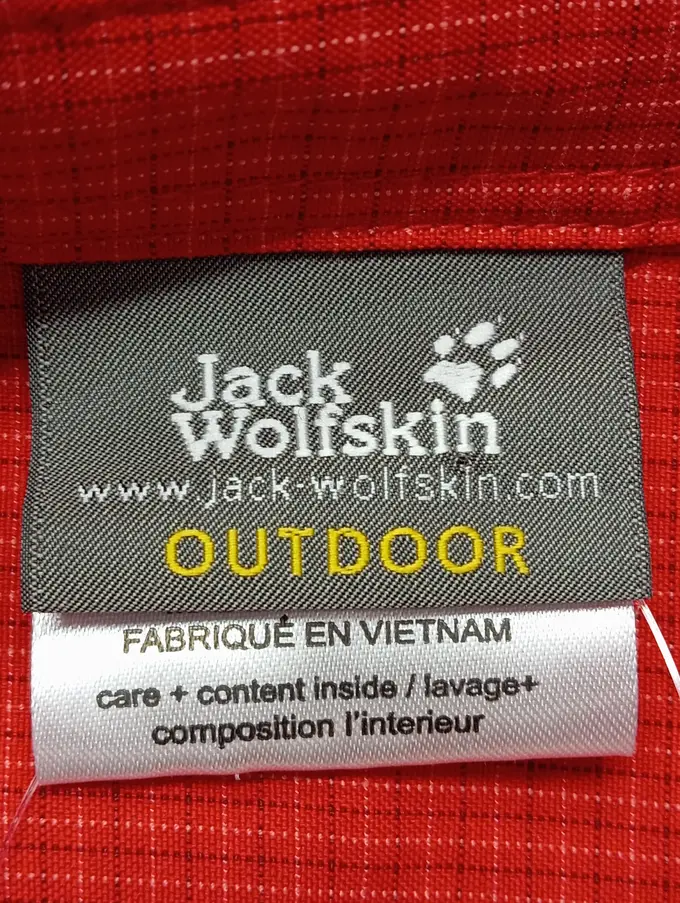 Jack
Wolfskin
www.jack-wolfskin.com
OUTDOOR
FABRIQUÉ EN VIETNAM
care + content inside / lavage+
composition l'interieur